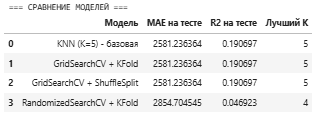 === СРАВНЕНИЕ МОДЕЛЕЙ ===
Модель MAE на тесте R2 на тесте Лучший K
0 KNN (K=5) - базовая 2581.236364 0.190697 5
1 GridSearchCV + KFold 2581.236364 0.190697 5
2 GridSearchCV + ShuffleSplit 2581.236364 0.190697 5
3 RandomizedSearchCV + KFold 2854.704545 0.046923 4